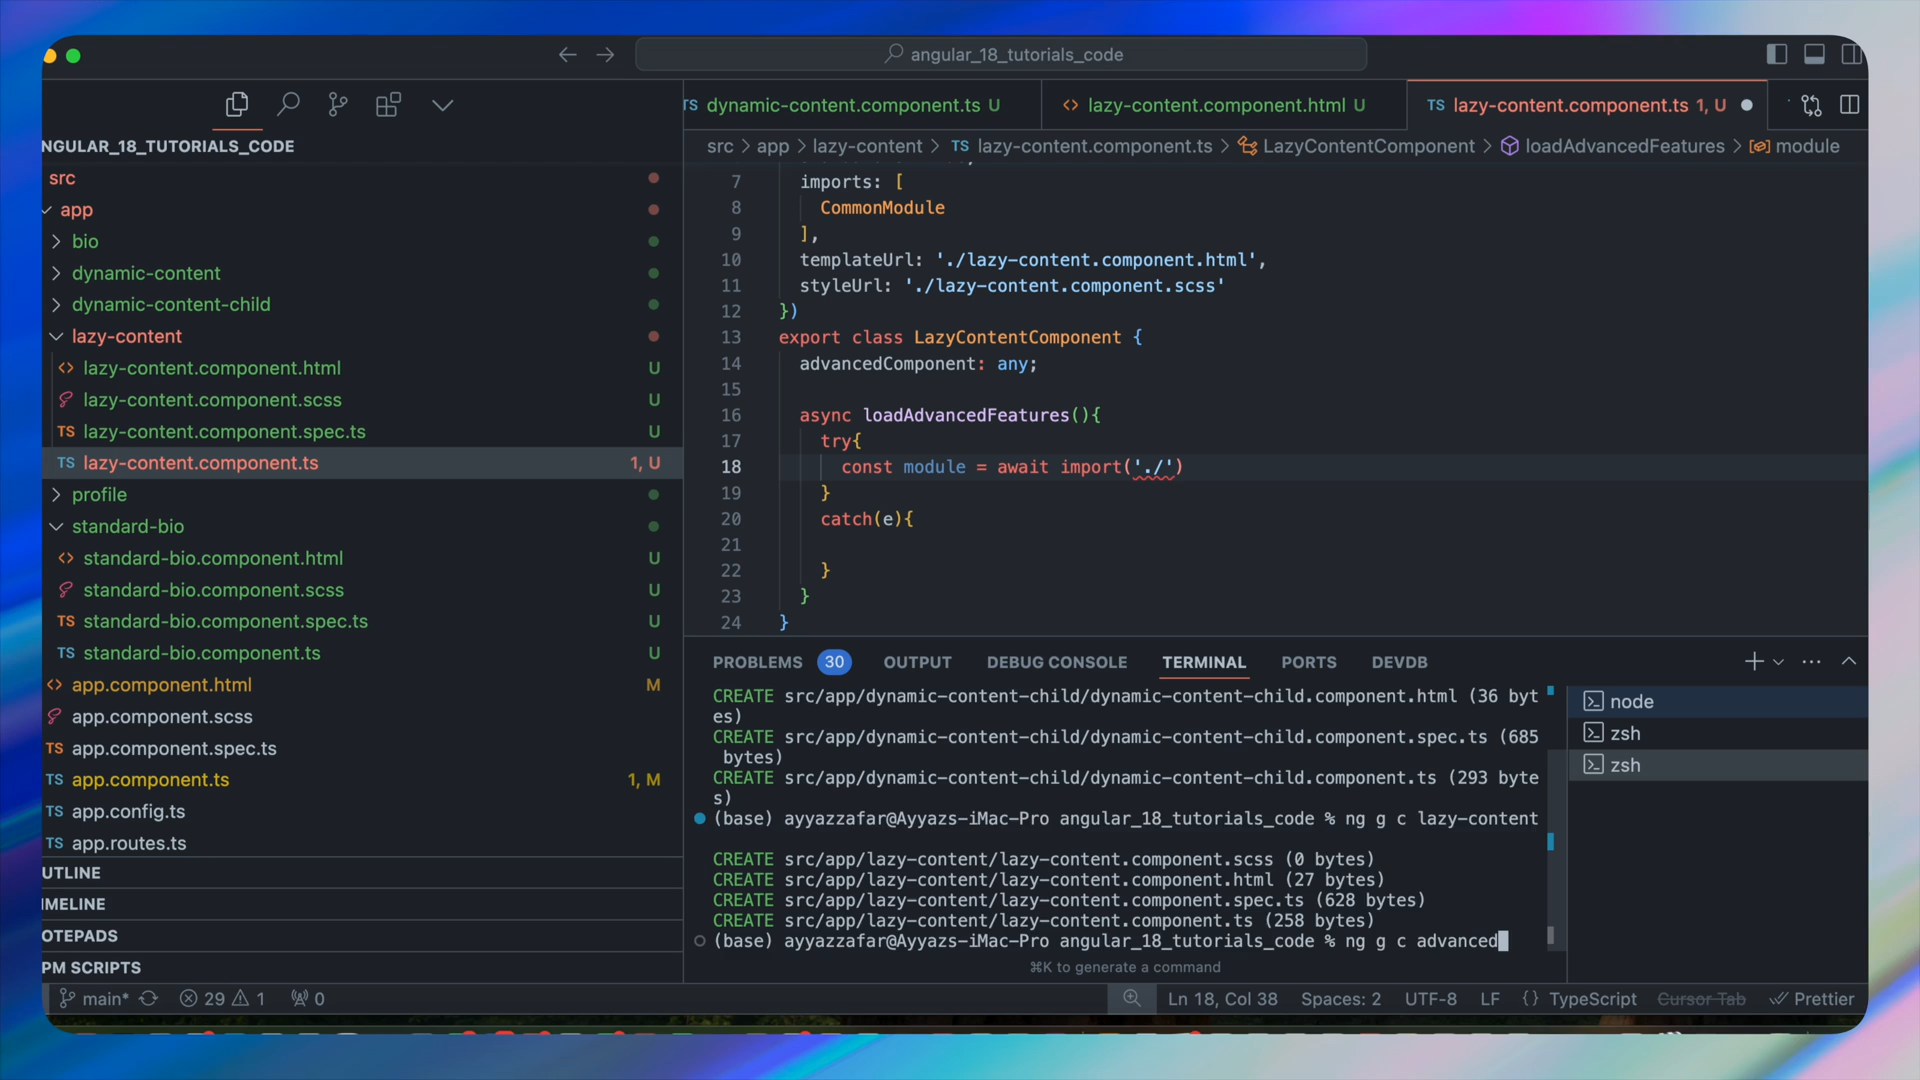 angular_18_tutorials_code
TS dynamic-content.component.ts U
<> lazy-content.component.html U
TS lazy-content.component.ts 1, U
NGULAR_18_TUTORIALS_CODE
src
app
bio
dynamic-content
dynamic-content-child
lazy-content
<> lazy-content.component.html U
lazy-content.component.scss U
TS lazy-content.component.spec.ts U
TS lazy-content.component.ts 1, U
profile
standard-bio
<> standard-bio.component.html U
standard-bio.component.scss U
TS standard-bio.component.spec.ts U
TS standard-bio.component.ts U
<> app.component.html M
app.component.scss
TS app.component.spec.ts
TS app.component.ts 1, M
TS app.config.ts
TS app.routes.ts
UTLINE
IMELINE
OTEPADS
PM SCRIPTS
src > app > lazy-content > TS lazy-content.component.ts > LazyContentComponent > loadAdvancedFeatures > module
7 imports: [
8 CommonModule
9 ],
10 templateUrl: './lazy-content.component.html',
11 styleUrl: './lazy-content.component.scss'
12 })
13 export class LazyContentComponent {
14 advancedComponent: any;
15
16 async loadAdvancedFeatures(){
17 try{
18 const module = await import('./')
19 }
20 catch(e){
21
22 }
23 }
24 }
PROBLEMS 30 OUTPUT DEBUG CONSOLE TERMINAL PORTS DEVDB
CREATE src/app/dynamic-content-child/dynamic-content-child.component.html (36 byt
es)
CREATE src/app/dynamic-content-child/dynamic-content-child.component.spec.ts (685
bytes)
CREATE src/app/dynamic-content-child/dynamic-content-child.component.ts (293 byte
s)
(base) ayyazzafar@Ayyazs-iMac-Pro angular_18_tutorials_code % ng g c lazy-content
CREATE src/app/lazy-content/lazy-content.component.scss (0 bytes)
CREATE src/app/lazy-content/lazy-content.component.html (27 bytes)
CREATE src/app/lazy-content/lazy-content.component.spec.ts (628 bytes)
CREATE src/app/lazy-content/lazy-content.component.ts (258 bytes)
(base) ayyazzafar@Ayyazs-iMac-Pro angular_18_tutorials_code % ng g c advanced
⌘K to generate a command
node
zsh
zsh
main* 29 1 0
Ln 18, Col 38 Spaces: 2 UTF-8 LF {} TypeScript Cursor Tab Prettier